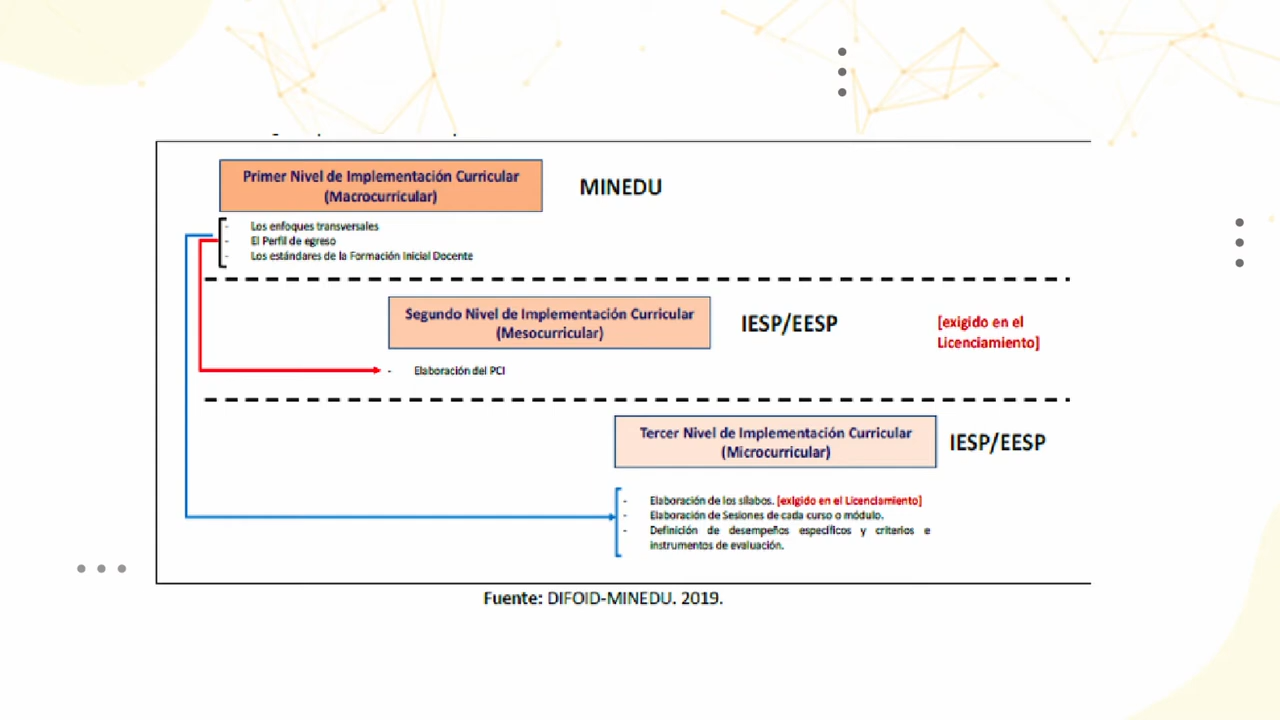 Primer Nivel de Implementación Curricular
(Macrocurricular)
MINEDU
- Los enfoques transversales
- El Perfil de egreso
- Los estándares de la Formación Inicial Docente
Segundo Nivel de Implementación Curricular
(Mesocurricular)
IESP/EESP
[exigido en el
Licenciamiento]
- Elaboración del PCI
Tercer Nivel de Implementación Curricular
(Microcurricular)
IESP/EESP
- Elaboración de los sílabos. [exigido en el Licenciamiento]
- Elaboración de Sesiones de cada curso o módulo.
- Definición de desempeños específicos y criterios e
instrumentos de evaluación.
Fuente: DIFOID-MINEDU. 2019.